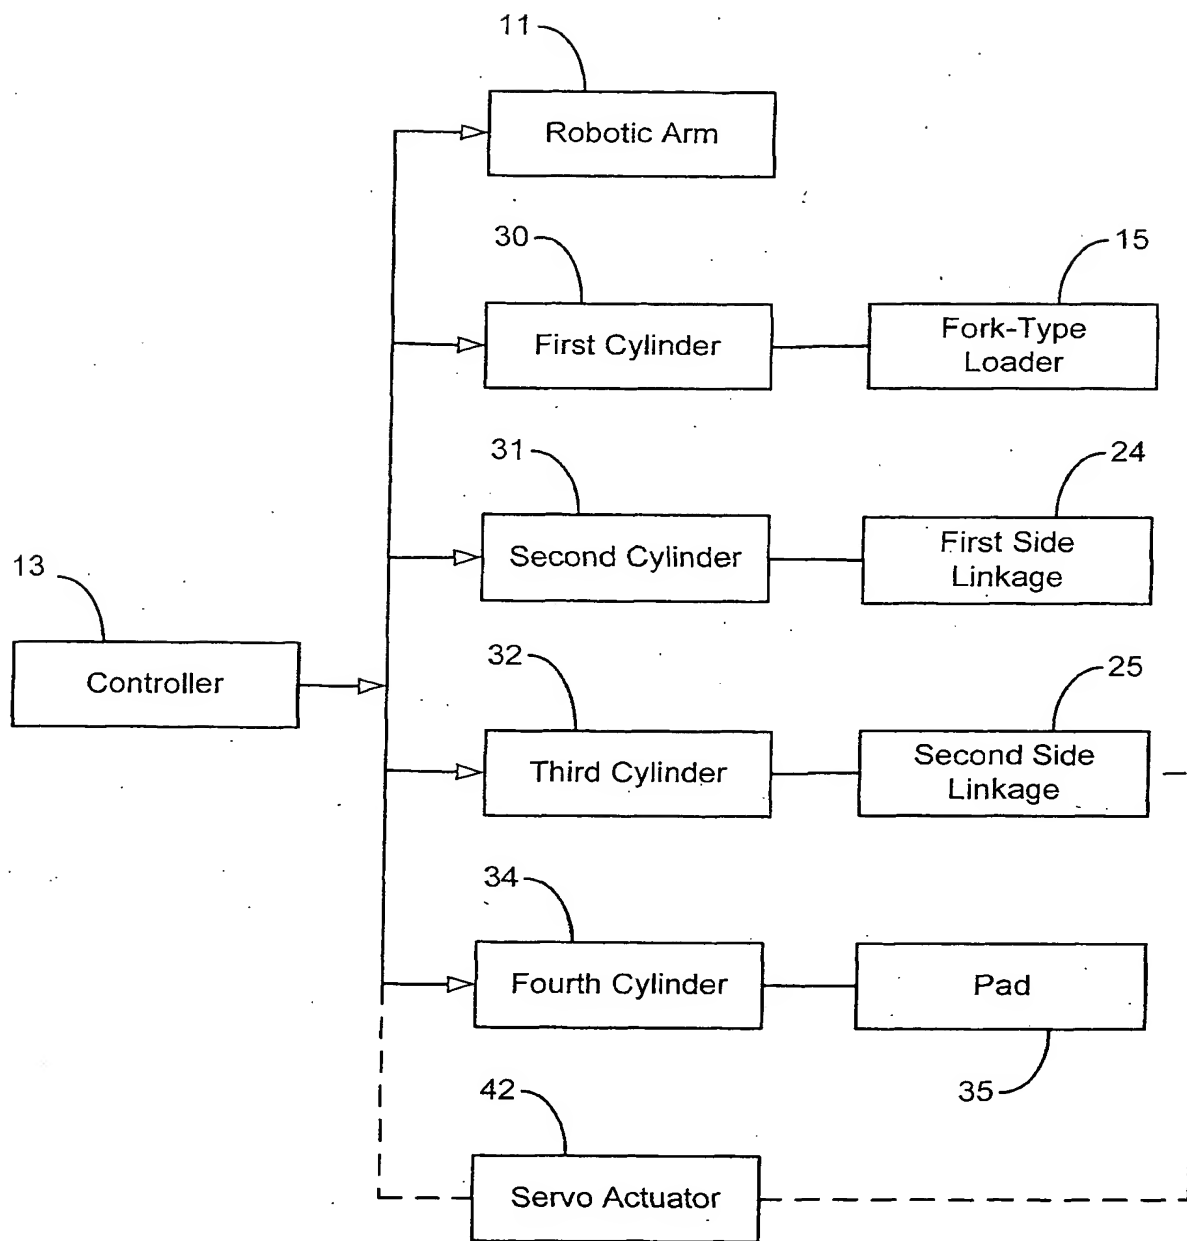 11
Robotic Arm
30
15
First Cylinder
Fork-Type
Loader
31
24
Second Cylinder
First Side
Linkage
13
Controller
32
25
Third Cylinder
Second Side
Linkage
34
Fourth Cylinder
Pad
35
42
Servo Actuator